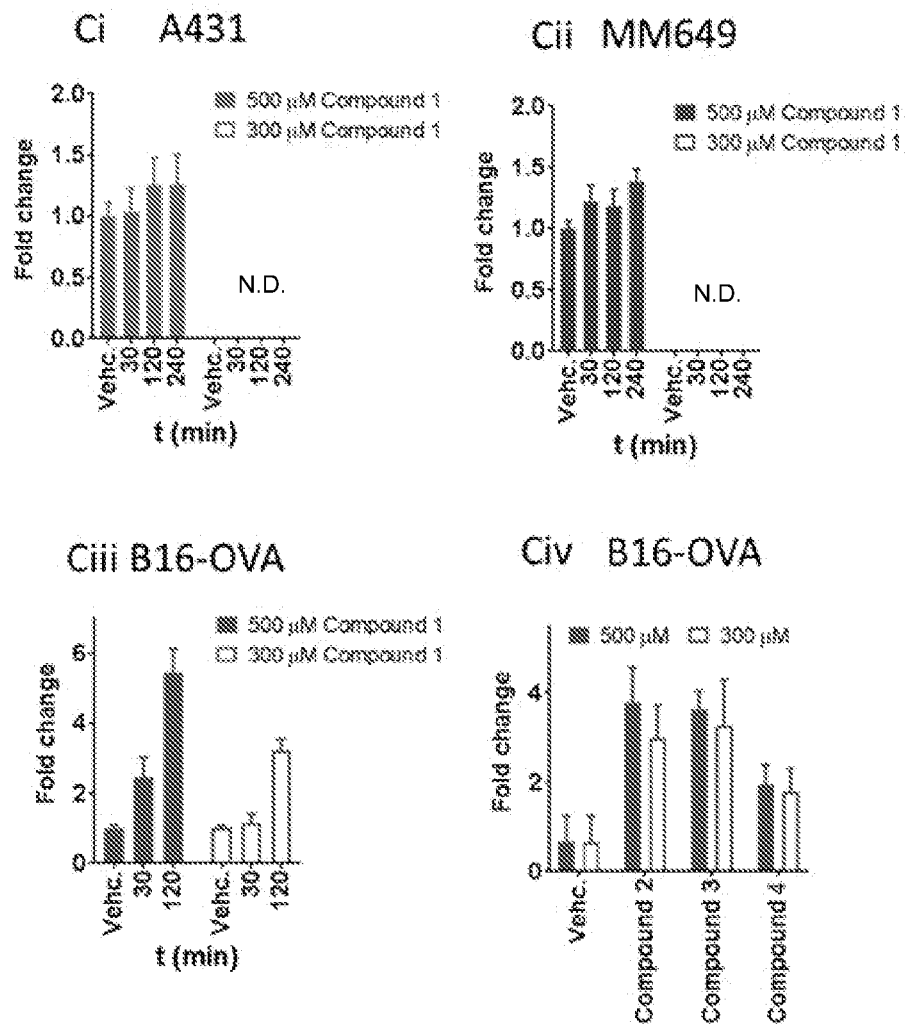 Ci A431
Cii MM649
2.0
1.5
1.0
0.5
0.0
Fold change
500 μM Compound 1
300 μM Compound 1
N.D.
Vehc. 30 120 240 Vehc. 30 120 240
t (min)
2.0
1.5
1.0
0.5
0.0
Fold change
500 μM Compound 1
300 μM Compound 1
N.D.
Vehc. 30 120 240 Vehc. 30 120 240
t (min)
Ciii B16-OVA
Civ B16-OVA
6
4
2
0
Fold change
500 μM Compound 1
300 μM Compound 1
Vehc. 30 120 Vehc. 30 120
t (min)
4
2
0
Fold change
500 μM 300 μM
Vehc.
Compound 2
Compound 3
Compound 4